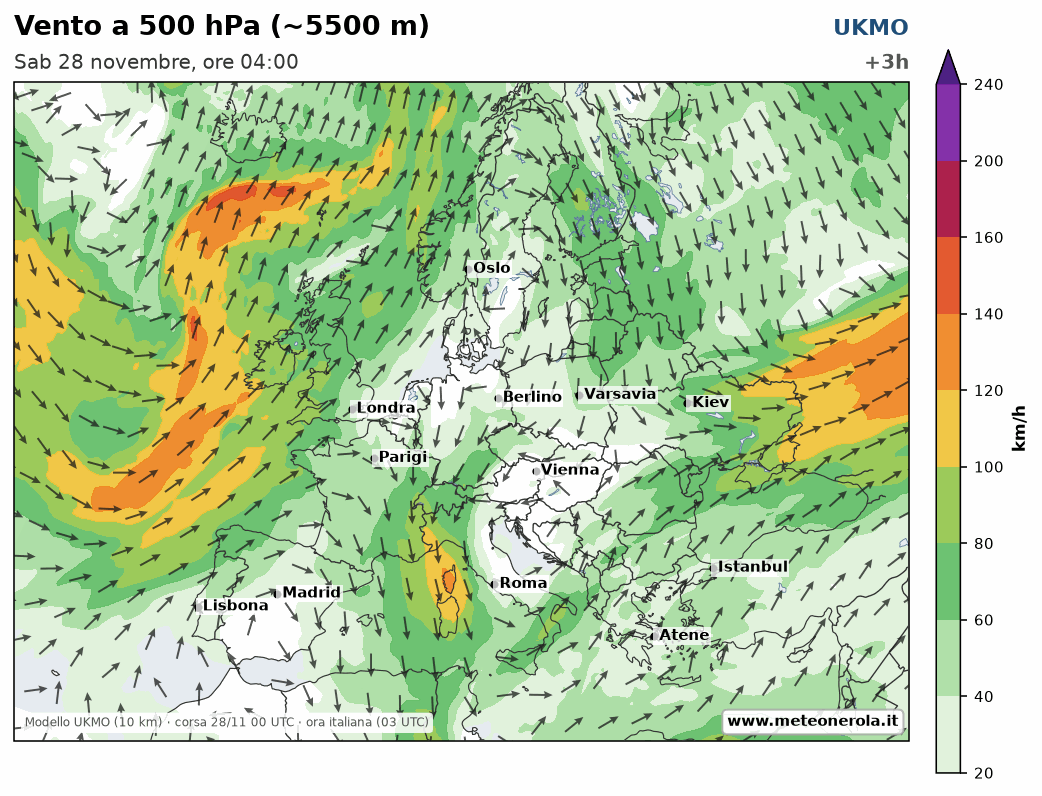 Vento a 500 hPa (~5500 m)
UKMO
Sab 28 novembre, ore 04:00
+3h
240
200
160
140
120
100
80
60
40
20
km/h
Oslo
Londra
Berlino
Varsavia
Kiev
Parigi
Vienna
Roma
Istanbul
Madrid
Lisbona
Atene
Modello UKMO (10 km) · corsa 28/11 00 UTC · ora italiana (03 UTC)
www.meteonerola.it